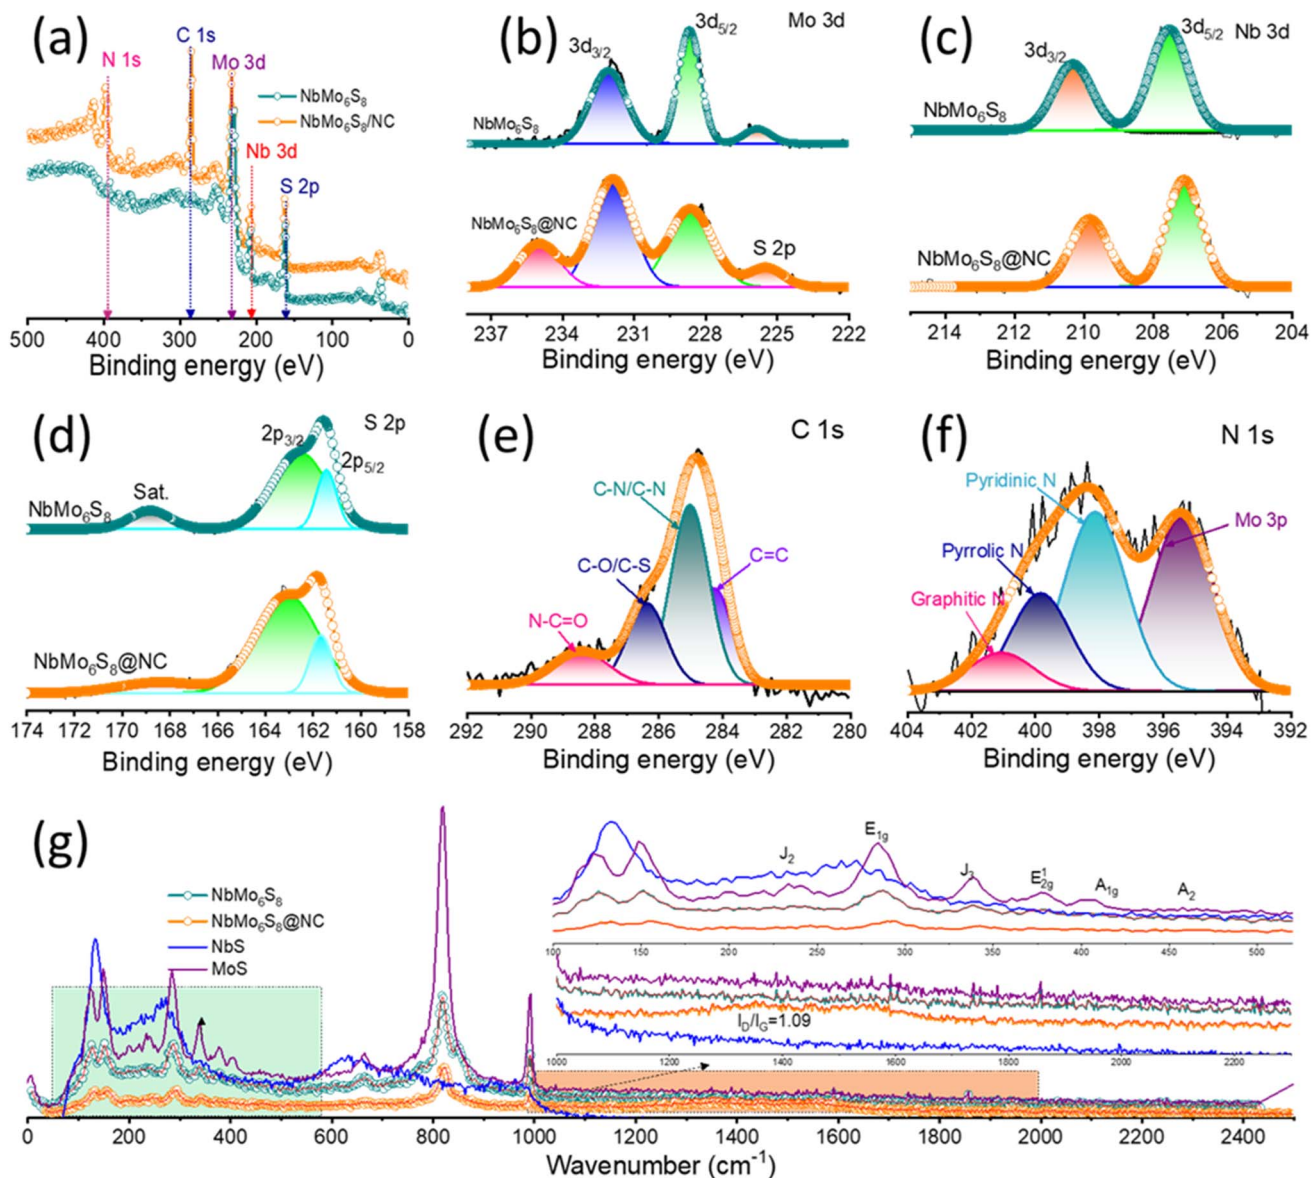 (a)
N 1s
C 1s
Mo 3d
NbMo₆S₈
NbMo₆S₈/NC
Nb 3d
S 2p
500 400 300 200 100 0
Binding energy (eV)
(b)
Mo 3d
3d₃/₂
3d₅/₂
NbMo₆S₈
NbMo₆S₈@NC
S 2p
237 234 231 228 225 222
Binding energy (eV)
(c)
Nb 3d
3d₃/₂
3d₅/₂
NbMo₆S₈
NbMo₆S₈@NC
214 212 210 208 206 204
Binding energy (eV)
(d)
S 2p
2p₃/₂
2p₅/₂
Sat.
NbMo₆S₈
NbMo₆S₈@NC
174 172 170 168 166 164 162 160 158
Binding energy (eV)
(e)
C 1s
C-N/C-N
C-O/C-S
C=C
N-C=O
292 290 288 286 284 282 280
Binding energy (eV)
(f)
N 1s
Pyridinic N
Mo 3p
Pyrrolic N
Graphitic N
404 402 400 398 396 394 392
Binding energy (eV)
(g)
NbMo₆S₈
NbMo₆S₈@NC
NbS
MoS
E₁g
J₂
J₃
E¹₂g
A₁g
A₂
100 150 200 250 300 350 400 450 500
I_D/I_G=1.09
1000 1200 1400 1600 1800 2000 2200
0 200 400 600 800 1000 1200 1400 1600 1800 2000 2200 2400
Wavenumber (cm⁻¹)